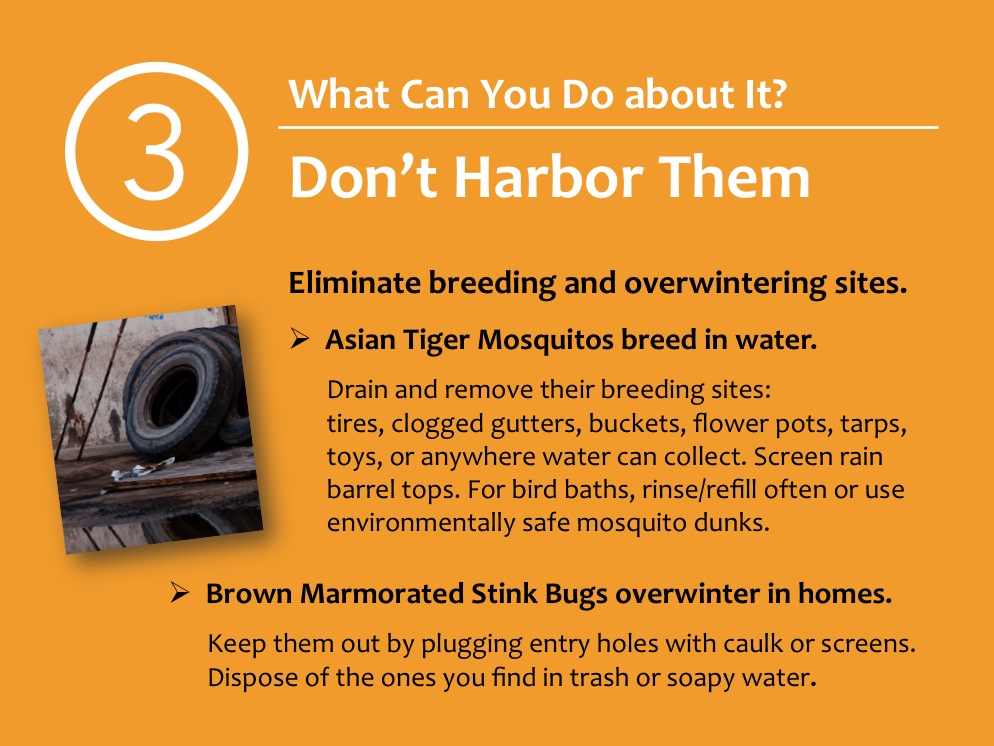 3
What Can You Do about It?
Don’t Harbor Them
Eliminate breeding and overwintering sites.
➢ Asian Tiger Mosquitos breed in water.
Drain and remove their breeding sites:
tires, clogged gutters, buckets, flower pots, tarps,
toys, or anywhere water can collect. Screen rain
barrel tops. For bird baths, rinse/refill often or use
environmentally safe mosquito dunks.
➢ Brown Marmorated Stink Bugs overwinter in homes.
Keep them out by plugging entry holes with caulk or screens.
Dispose of the ones you find in trash or soapy water.